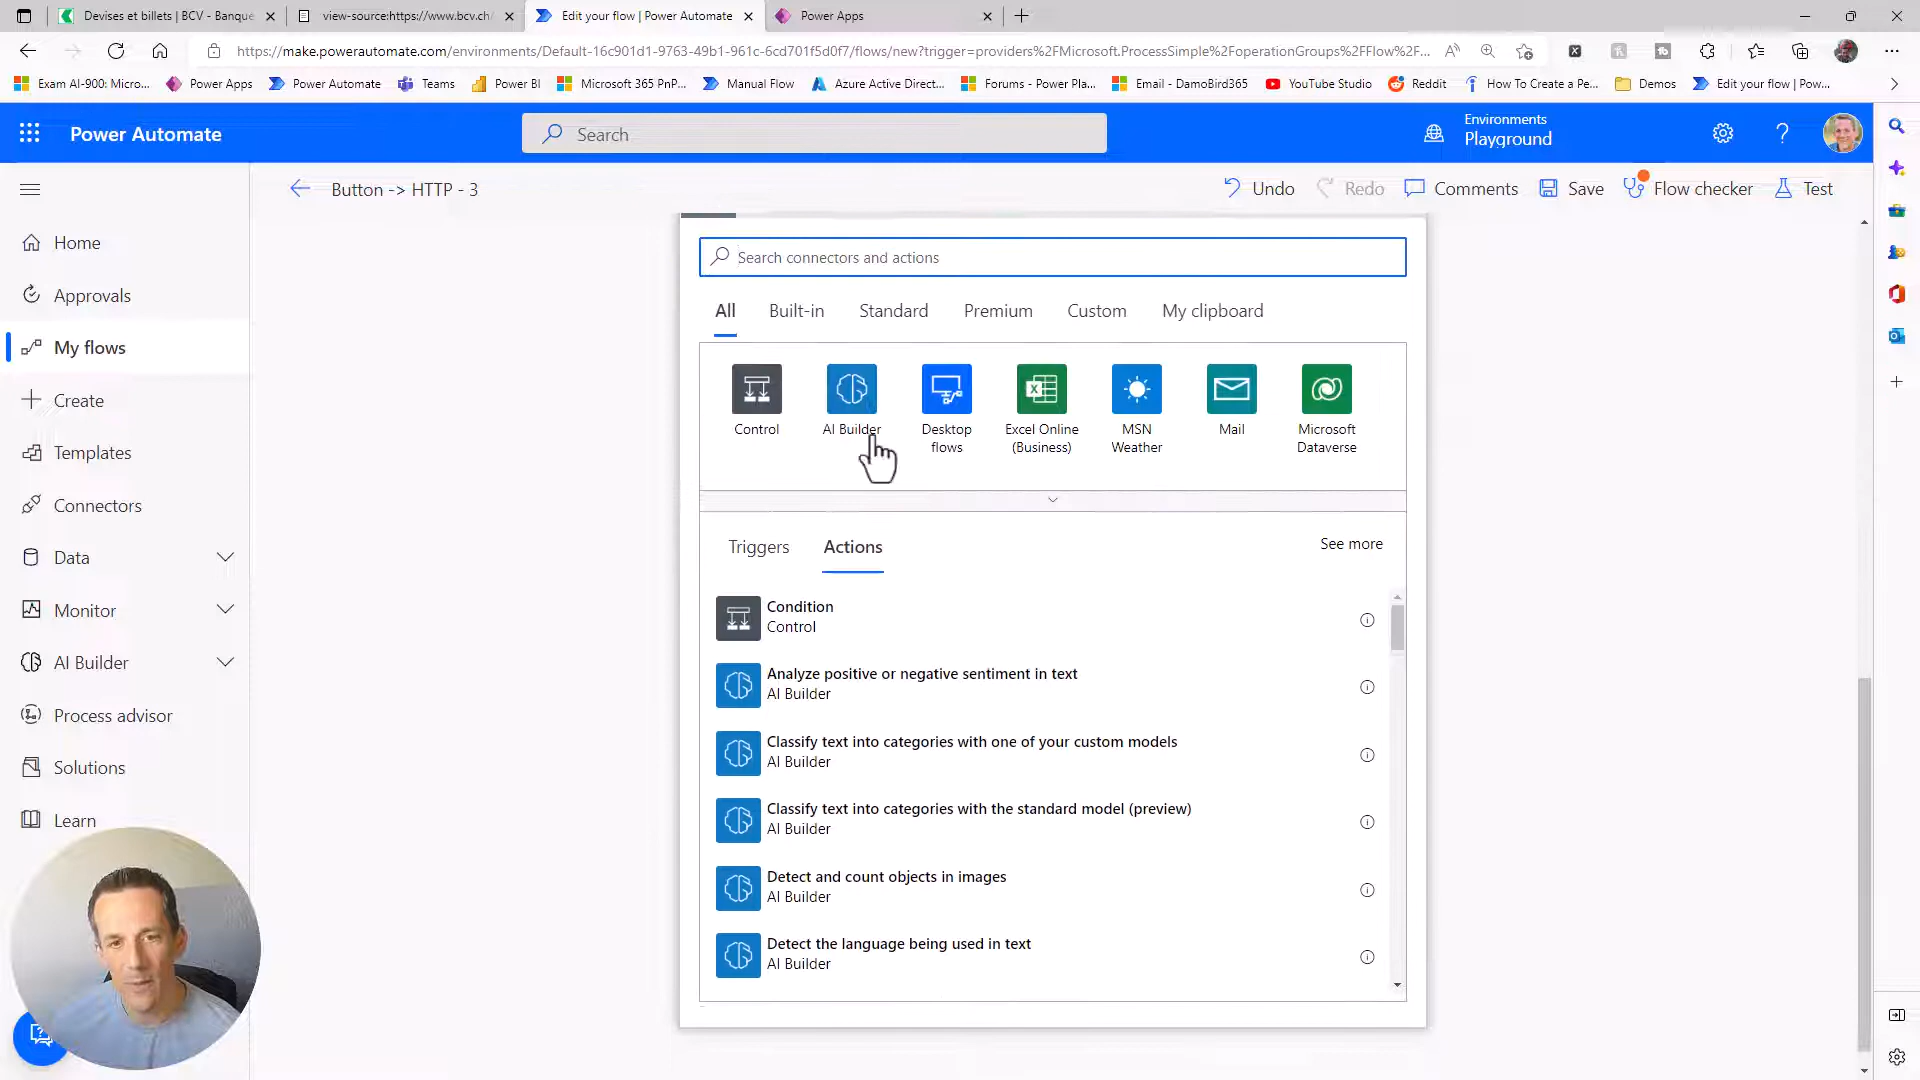 Devises et billets | BCV - Banque
view-source:https://www.bcv.ch/
Edit your flow | Power Automate
Power Apps
https://make.powerautomate.com/environments/Default-16c901d1-9763-49b1-961c-6cd701f5d0f7/flows/new?trigger=providers%2FMicrosoft.ProcessSimple%2FoperationGroups%2FFlow%2F...
Exam AI-900: Micro...
Power Apps
Power Automate
Teams
Power BI
Microsoft 365 PnP...
Manual Flow
Azure Active Direct...
Forums - Power Pla...
Email - DamoBird365
YouTube Studio
Reddit
How To Create a Pe...
Demos
Edit your flow | Pow...
Power Automate
Search
Environments
Playground
Button -> HTTP - 3
Undo
Redo
Comments
Save
Flow checker
Test
Home
Approvals
My flows
Create
Templates
Connectors
Data
Monitor
AI Builder
Process advisor
Solutions
Learn
Search connectors and actions
All
Built-in
Standard
Premium
Custom
My clipboard
Control
AI Builder
Desktop
flows
Excel Online
(Business)
MSN
Weather
Mail
Microsoft
Dataverse
Triggers
Actions
See more
Condition
Control
Analyze positive or negative sentiment in text
AI Builder
Classify text into categories with one of your custom models
AI Builder
Classify text into categories with the standard model (preview)
AI Builder
Detect and count objects in images
AI Builder
Detect the language being used in text
AI Builder